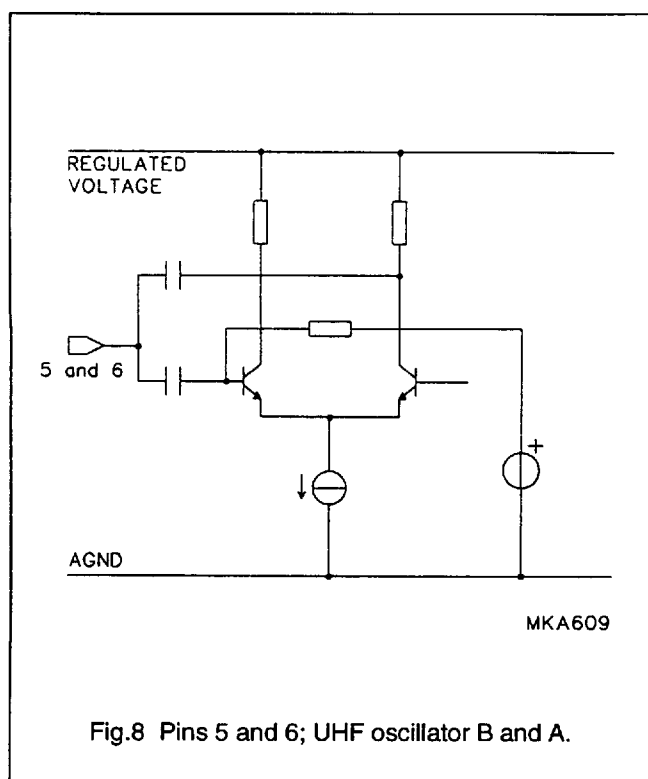 REGULATED
VOLTAGE
5 and 6
+
AGND
MKA609
Fig.8 Pins 5 and 6; UHF oscillator B and A.